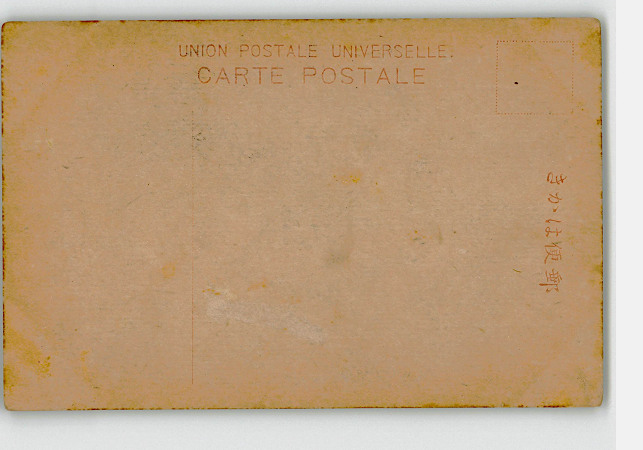 UNION POSTALE UNIVERSELLE.
CARTE POSTALE
きかは便郵